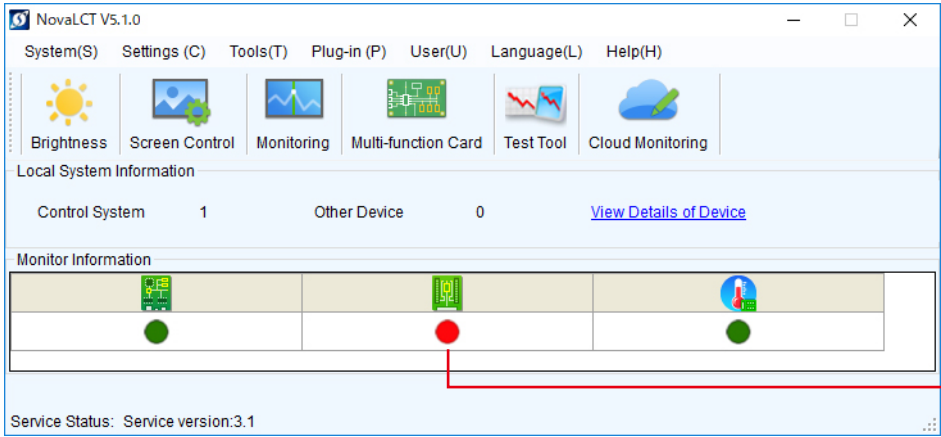 NovaLCT V5.1.0
System(S) Settings (C) Tools(T) Plug-in (P) User(U) Language(L) Help(H)
Brightness Screen Control Monitoring Multi-function Card Test Tool Cloud Monitoring
Local System Information
Control System 1 Other Device 0 View Details of Device
Monitor Information
Service Status: Service version:3.1